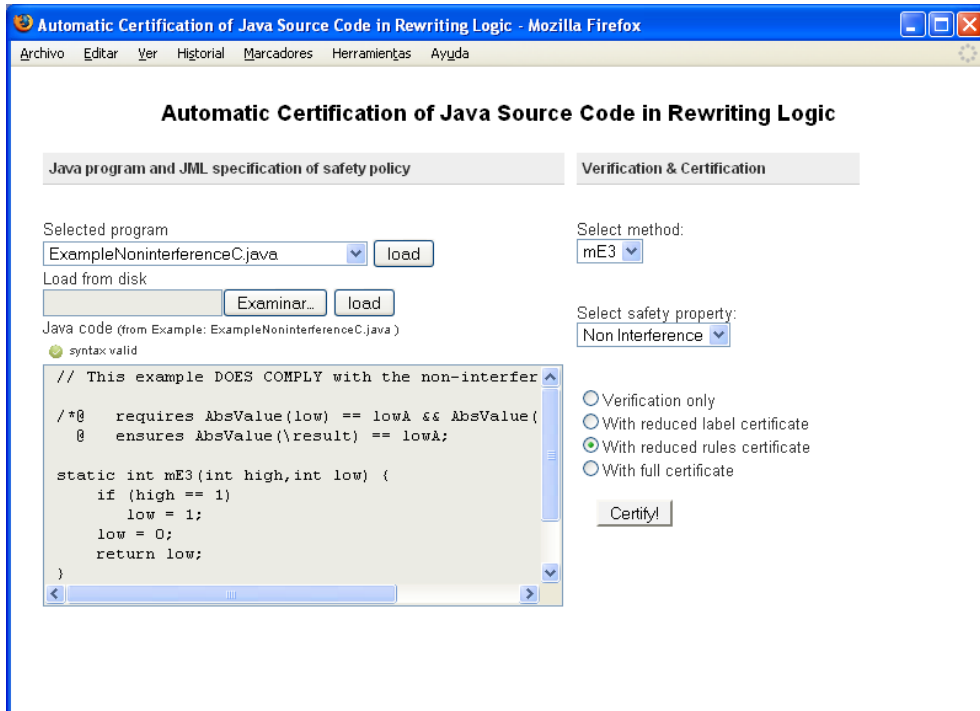 Automatic Certification of Java Source Code in Rewriting Logic - Mozilla Firefox
Archivo Editar Ver Historial Marcadores Herramientas Ayuda
Automatic Certification of Java Source Code in Rewriting Logic
Java program and JML specification of safety policy
Verification & Certification
Selected program
ExampleNoninterferenceC.java
load
Load from disk
Examinar...
load
Java code (from Example: ExampleNoninterferenceC.java )
syntax valid
// This example DOES COMPLY with the non-interfer
/*@ requires AbsValue(low) == lowA && AbsValue(
@ ensures AbsValue(\result) == lowA;
static int mE3(int high,int low) {
if (high == 1)
low = 1;
low = 0;
return low;
}
Select method:
mE3
Select safety property:
Non Interference
Verification only
With reduced label certificate
With reduced rules certificate
With full certificate
Certify!